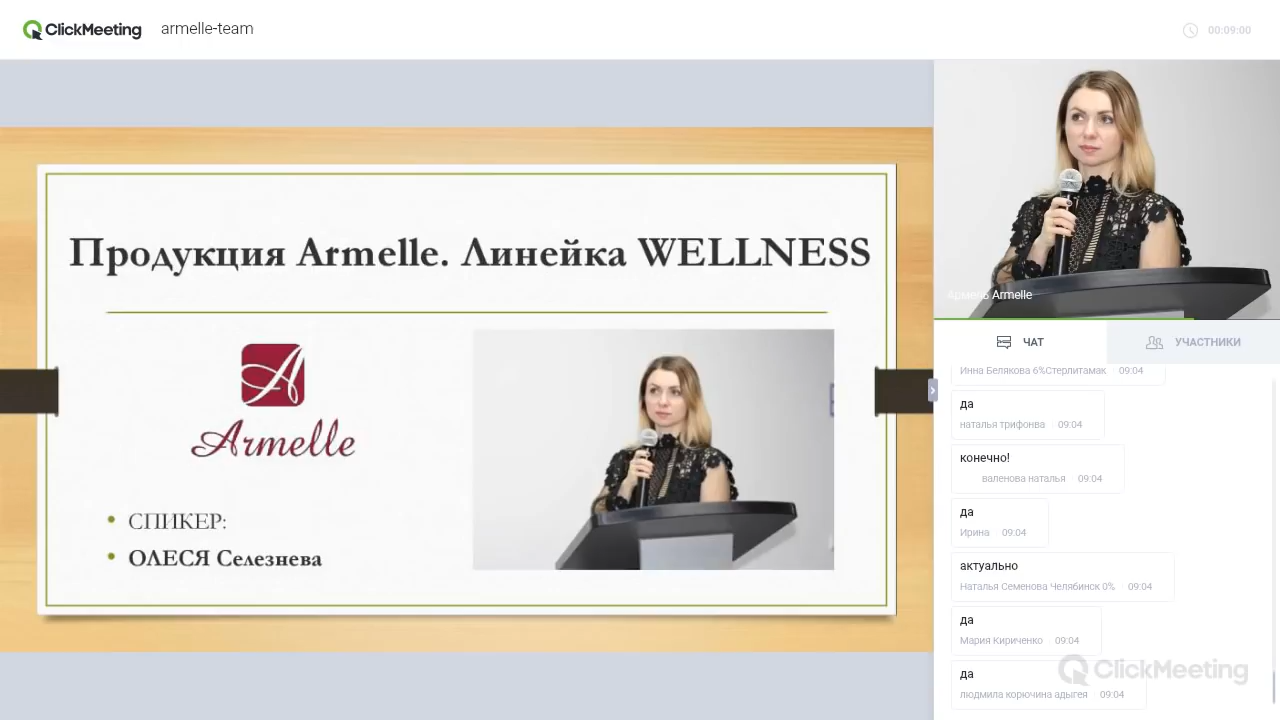 ClickMeeting
armelle-team
00:09:00
Продукция Armelle. Линейка WELLNESS
A
Armelle
• СПИКЕР:
• ОЛЕСЯ Селезнева
Армэль Armelle
ЧАТ
УЧАСТНИКИ
Инна Белякова 6%Стерлитамак 09:04
да
наталья трифонва 09:04
конечно!
валенова наталья 09:04
да
Ирина 09:04
актуально
Наталья Семенова Челябинск 0% 09:04
да
Мария Кириченко 09:04
да
людмила корючина адыгея 09:04
ClickMeeting